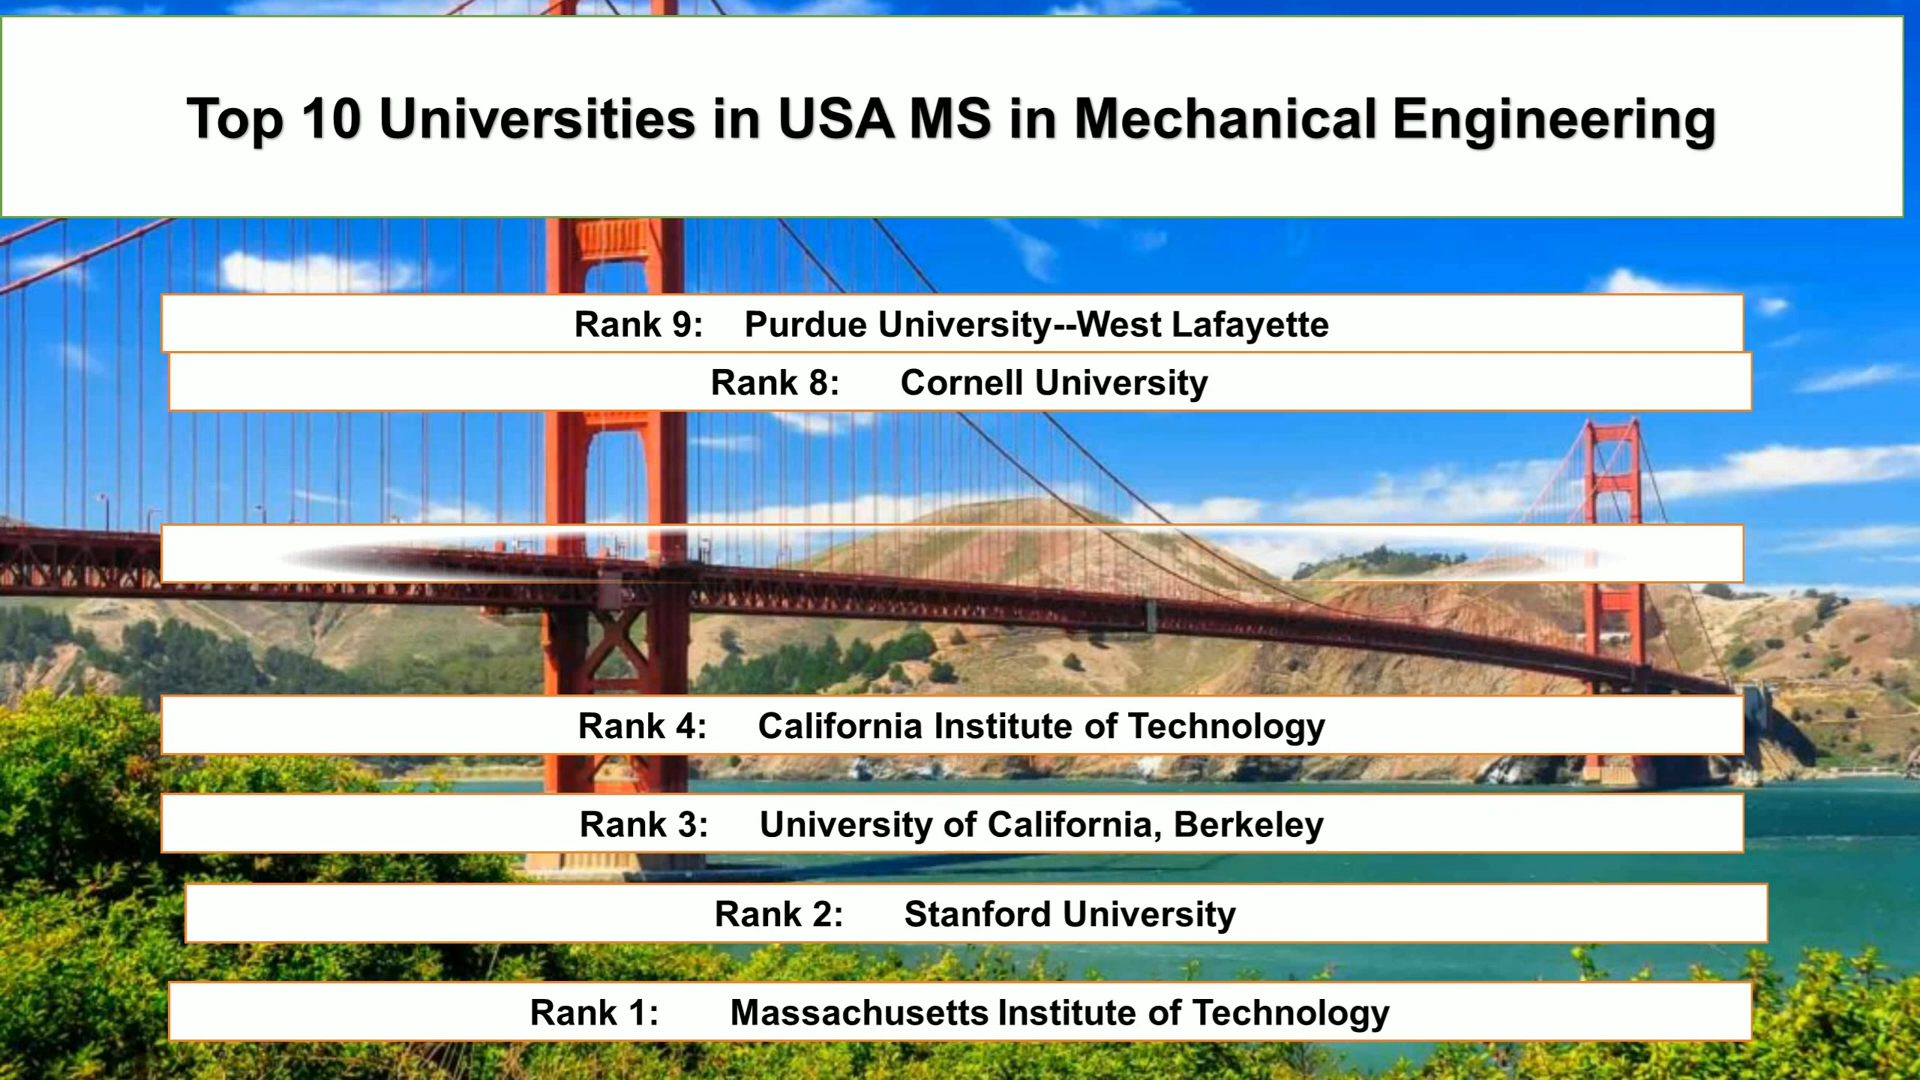 Top 10 Universities in USA MS in Mechanical Engineering
Rank 9: Purdue University--West Lafayette
Rank 8: Cornell University
Rank 4: California Institute of Technology
Rank 3: University of California, Berkeley
Rank 2: Stanford University
Rank 1: Massachusetts Institute of Technology